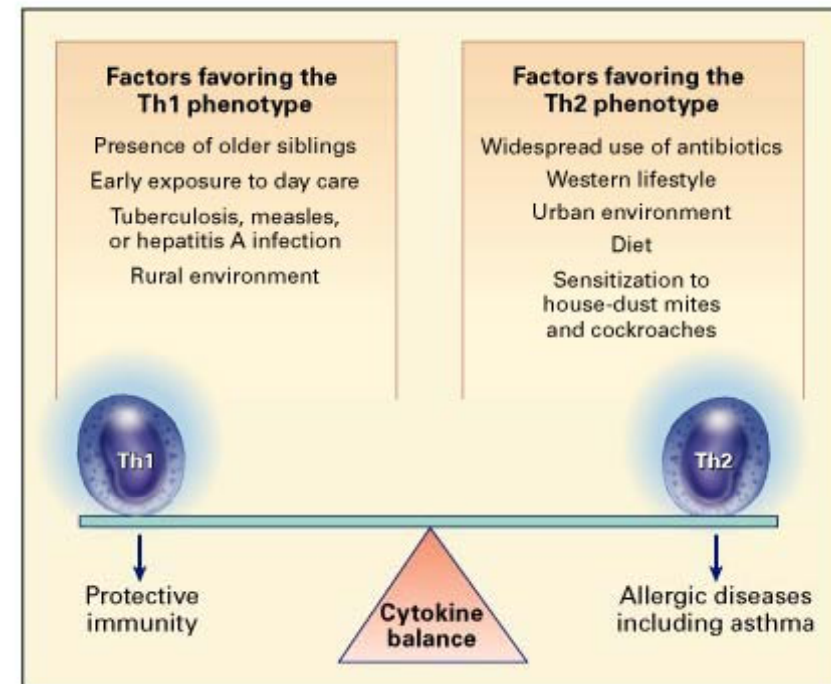 Factors favoring the
Th1 phenotype
Presence of older siblings
Early exposure to day care
Tuberculosis, measles,
or hepatitis A infection
Rural environment
Factors favoring the
Th2 phenotype
Widespread use of antibiotics
Western lifestyle
Urban environment
Diet
Sensitization to
house-dust mites
and cockroaches
Th1
Th2
Protective
immunity
Cytokine
balance
Allergic diseases
including asthma